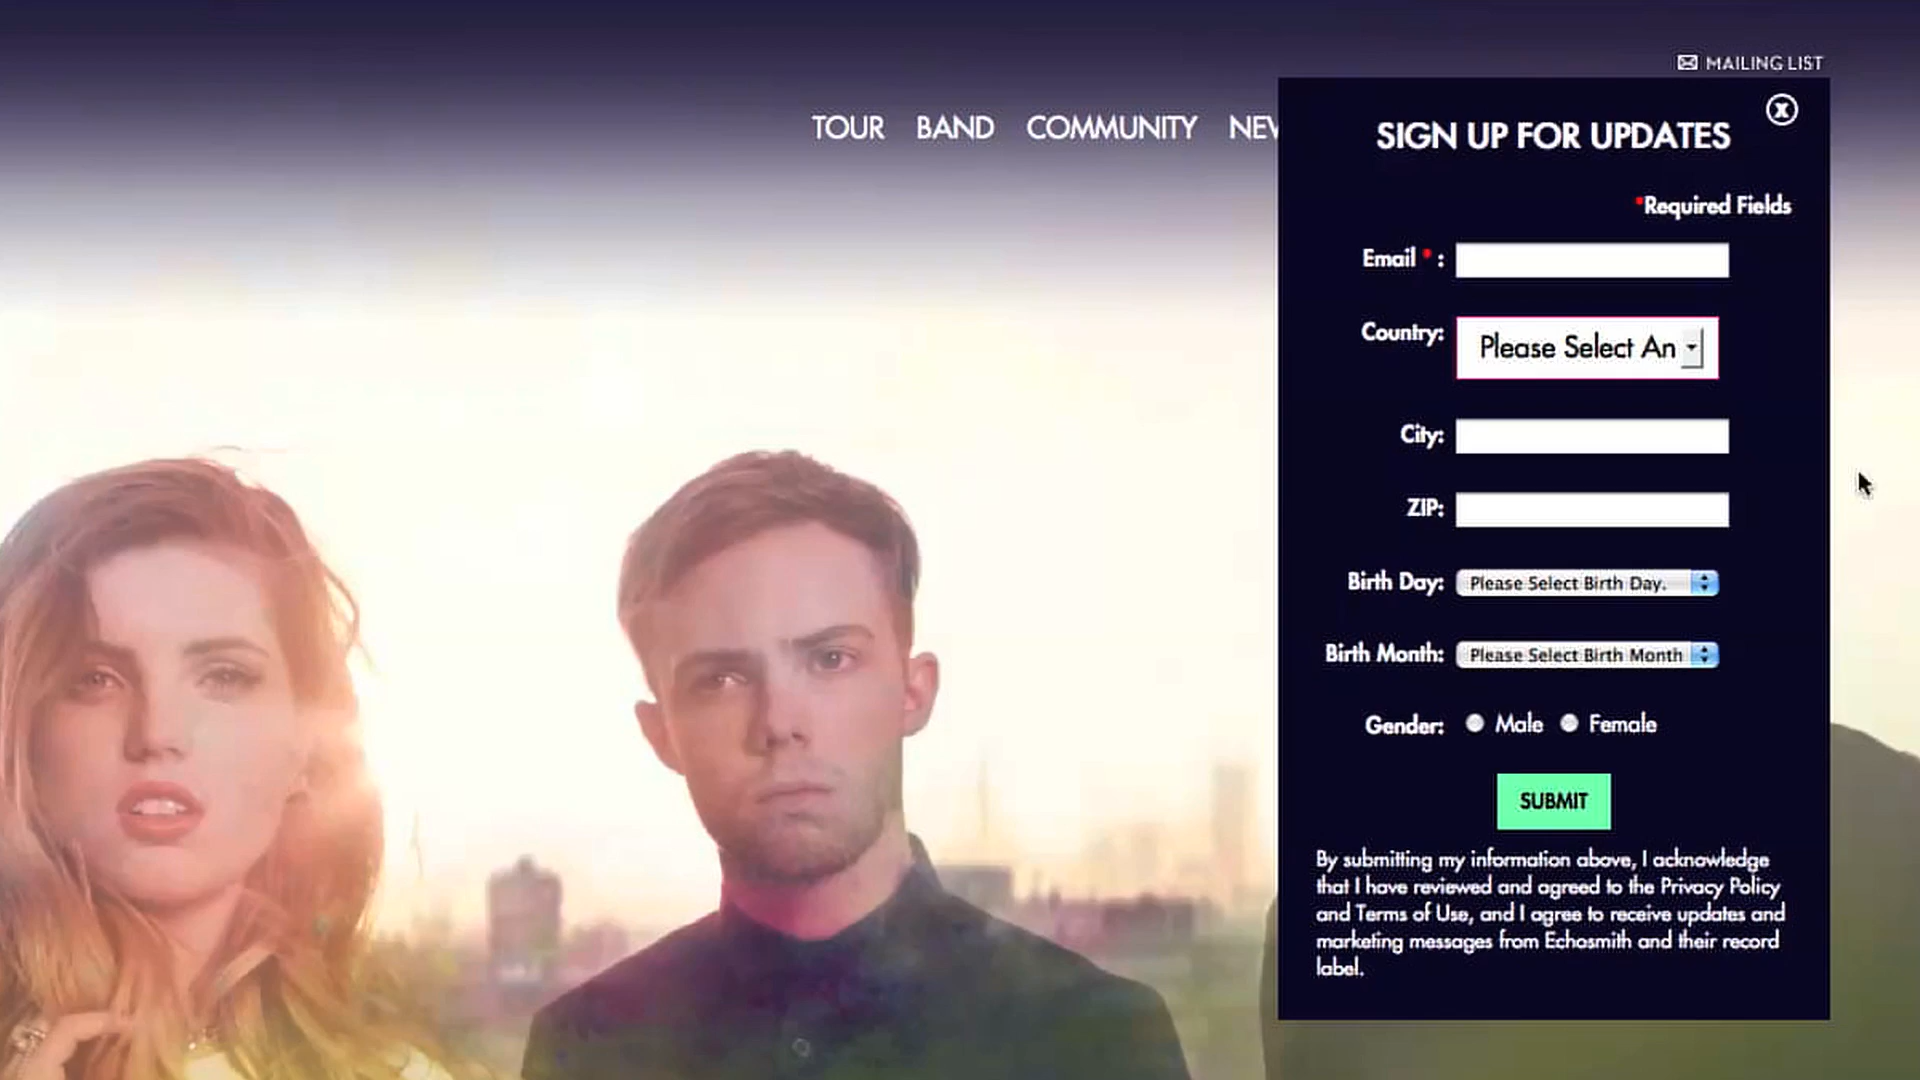 MAILING LIST
TOUR BAND COMMUNITY NEW
SIGN UP FOR UPDATES
*Required Fields
Email * :
Country: Please Select An
City:
ZIP:
Birth Day: Please Select Birth Day.
Birth Month: Please Select Birth Month
Gender: Male Female
SUBMIT
By submitting my information above, I acknowledge
that I have reviewed and agreed to the Privacy Policy
and Terms of Use, and I agree to receive updates and
marketing messages from Echosmith and their record
label.